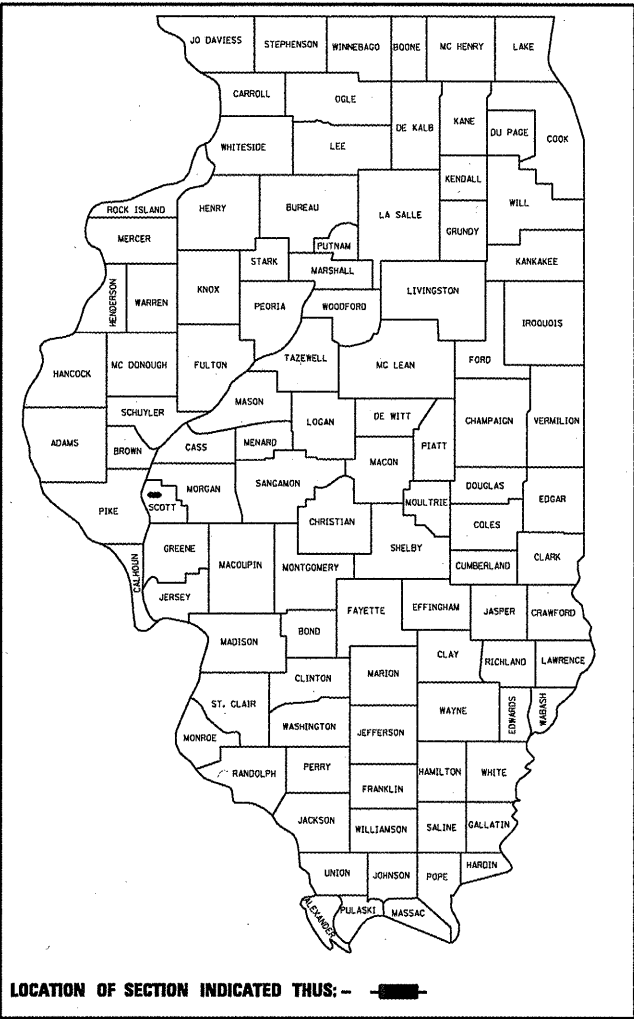 JO DAVIESS
STEPHENSON
WINNEBAGO
BOONE
MC HENRY
LAKE
CARROLL
OGLE
DE KALB
KANE
DU PAGE
COOK
WHITESIDE
LEE
KENDALL
WILL
ROCK ISLAND
HENRY
BUREAU
LA SALLE
GRUNDY
MERCER
PUTNAM
STARK
MARSHALL
KANKAKEE
HENDERSON
WARREN
KNOX
PEORIA
WOODFORD
LIVINGSTON
IROQUOIS
HANCOCK
MC DONOUGH
FULTON
TAZEWELL
MC LEAN
FORD
SCHUYLER
MASON
LOGAN
DE WITT
CHAMPAIGN
VERMILION
ADAMS
BROWN
CASS
MENARD
MACON
PIATT
PIKE
SCOTT
MORGAN
SANGAMON
CHRISTIAN
MOULTRIE
DOUGLAS
EDGAR
COLES
CALHOUN
GREENE
MACOUPIN
MONTGOMERY
SHELBY
CUMBERLAND
CLARK
JERSEY
MADISON
BOND
FAYETTE
EFFINGHAM
JASPER
CRAWFORD
CLINTON
MARION
CLAY
RICHLAND
LAWRENCE
ST. CLAIR
WASHINGTON
JEFFERSON
WAYNE
EDWARDS
WABASH
MONROE
RANDOLPH
PERRY
FRANKLIN
HAMILTON
WHITE
JACKSON
WILLIAMSON
SALINE
GALLATIN
UNION
JOHNSON
POPE
HARDIN
ALEXANDER
PULASKI
MASSAC
LOCATION OF SECTION INDICATED THUS: -